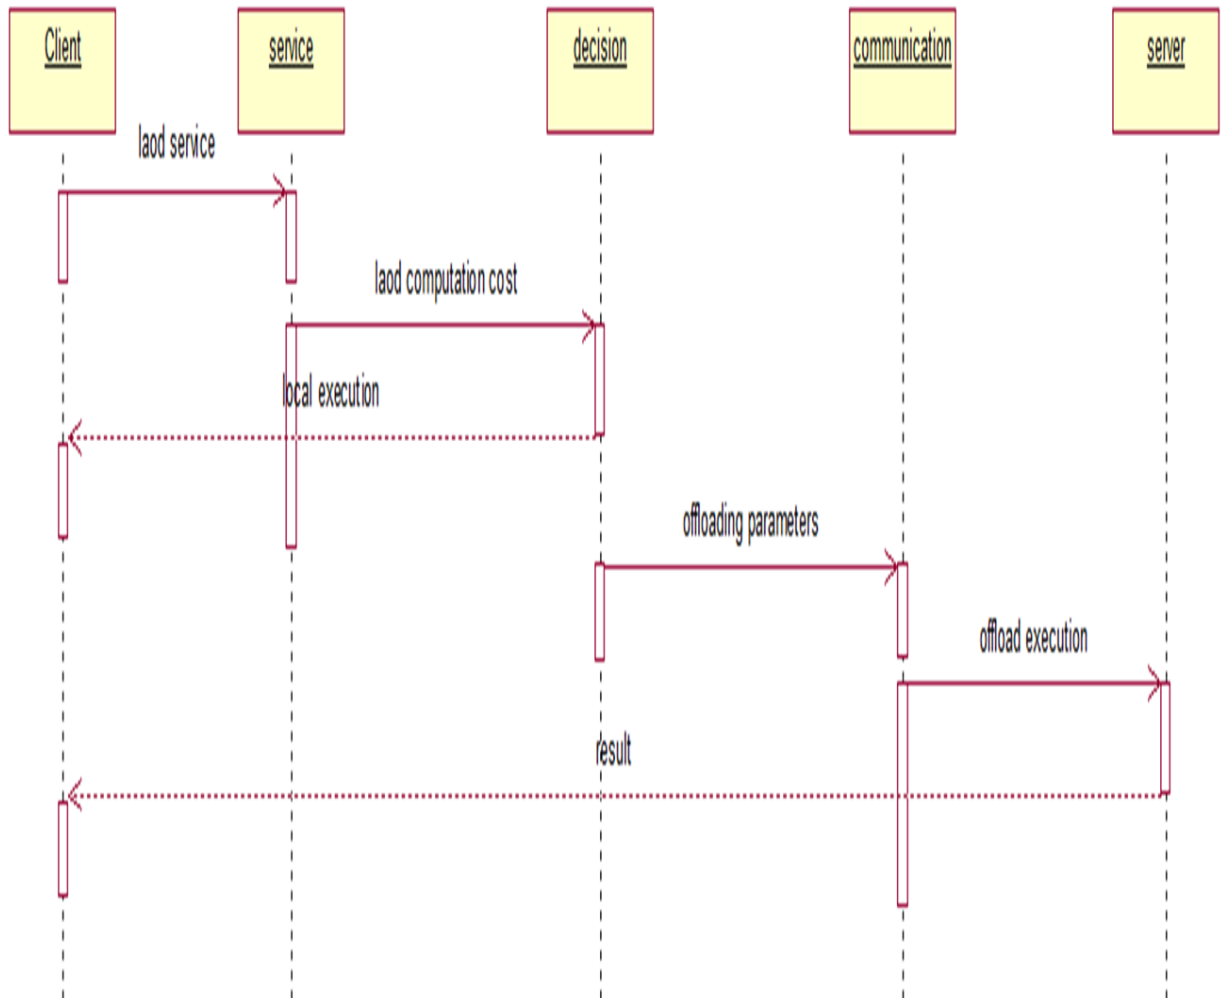 Client
service
decision
communication
server
laod service
laod computation cost
local execution
offloading parameters
offload execution
result